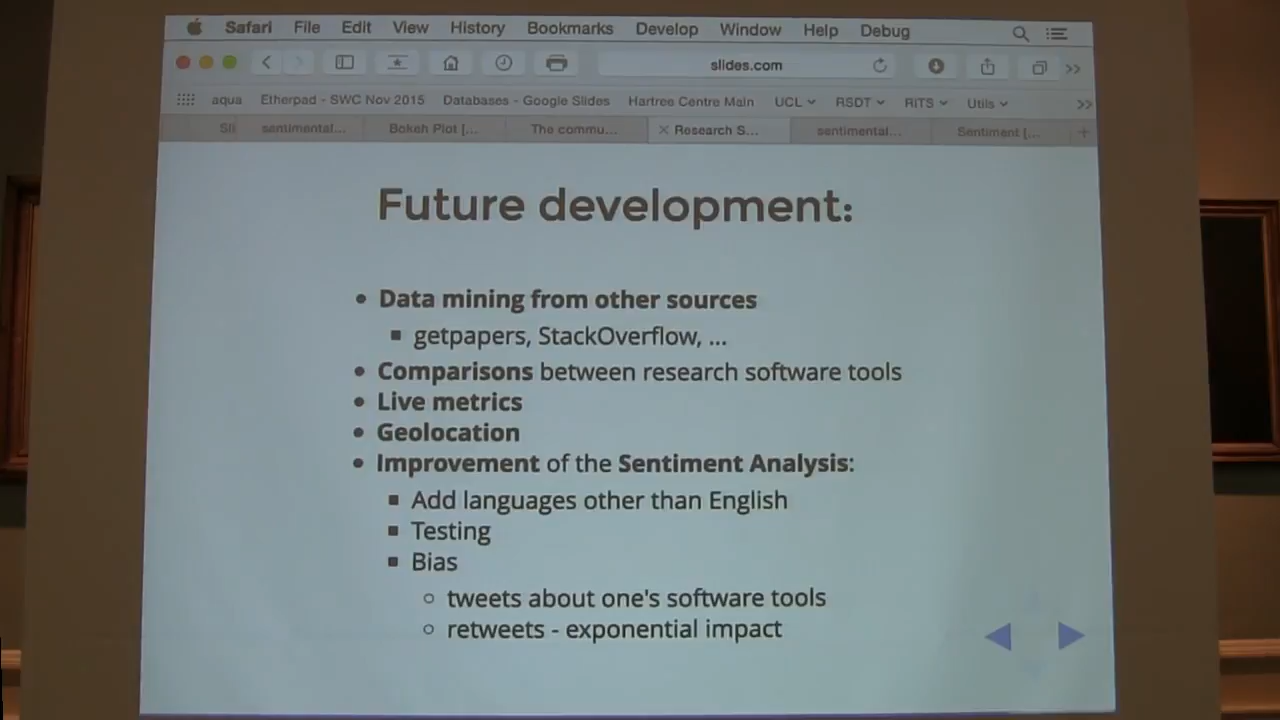 Safari File Edit View History Bookmarks Develop Window Help Debug
slides.com
aqua Etherpad - SWC Nov 2015 Databases - Google Slides Hartree Centre Main UCL RSDT RiTS Utils
Sli sentimental... Bokeh Plot [... The commu... Research S... sentimental... Sentiment [...
Future development:
• Data mining from other sources
▪ getpapers, StackOverflow, ...
• Comparisons between research software tools
• Live metrics
• Geolocation
• Improvement of the Sentiment Analysis:
▪ Add languages other than English
▪ Testing
▪ Bias
○ tweets about one's software tools
○ retweets - exponential impact